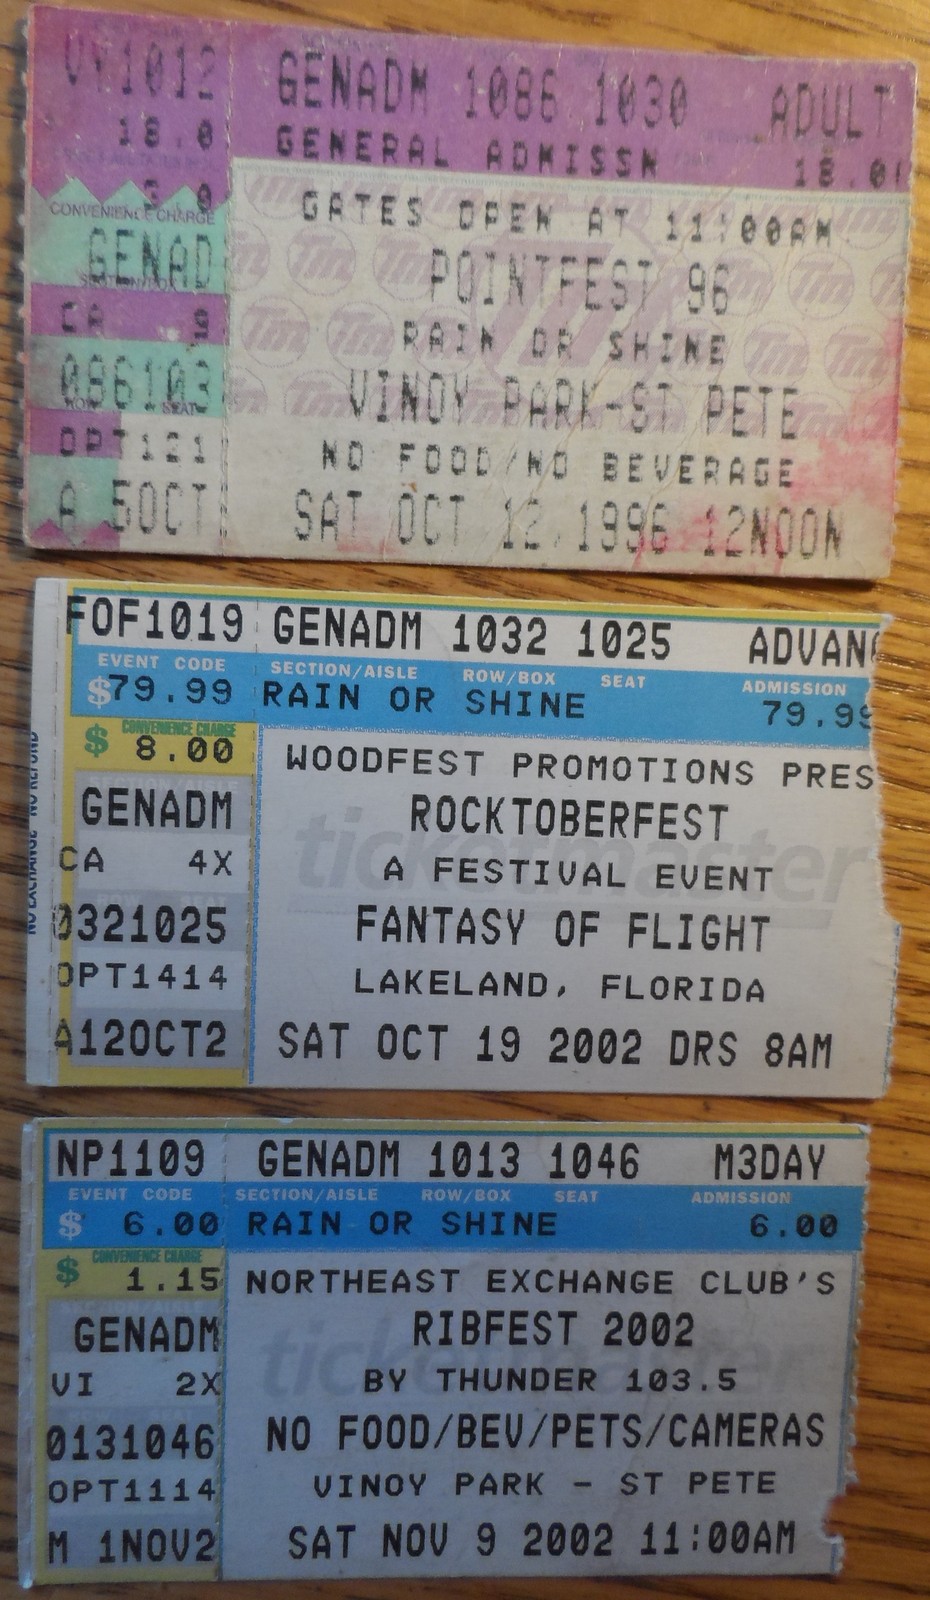 VY1012 GENADM 1086 1030 ADULT
18.0 GENERAL ADMISSN 18.0
CONVENIENCE CHARGE GATES OPEN AT 11:00AM
GENAD POINTFEST 96
CA 9 RAIN OR SHINE
086103 VINOY PARK-ST PETE
SEAT
OPT121 NO FOOD/NO BEVERAGE
A 5OCT SAT OCT 12,1996 12NOON
FOF1019 GENADM 1032 1025 ADVAN
EVENT CODE SECTION/AISLE ROW/BOX SEAT ADMISSION
$79.99 RAIN OR SHINE 79.99
CONVENIENCE CHARGE
$ 8.00 WOODFEST PROMOTIONS PRES
GENADM ROCKTOBERFEST
ticketmaster
CA 4X A FESTIVAL EVENT
0321025 FANTASY OF FLIGHT
OPT1414 LAKELAND, FLORIDA
A12OCT2 SAT OCT 19 2002 DRS 8AM
NO EXCHANGE NO REFUND
NP1109 GENADM 1013 1046 M3DAY
EVENT CODE SECTION/AISLE ROW/BOX SEAT ADMISSION
$ 6.00 RAIN OR SHINE 6.00
CONVENIENCE CHARGE
$ 1.15 NORTHEAST EXCHANGE CLUB'S
SECTION/AISLE
GENADM RIBFEST 2002
ticketmaster
VI 2X BY THUNDER 103.5
0131046 NO FOOD/BEV/PETS/CAMERAS
OPT1114 VINOY PARK - ST PETE
M 1NOV2 SAT NOV 9 2002 11:00AM